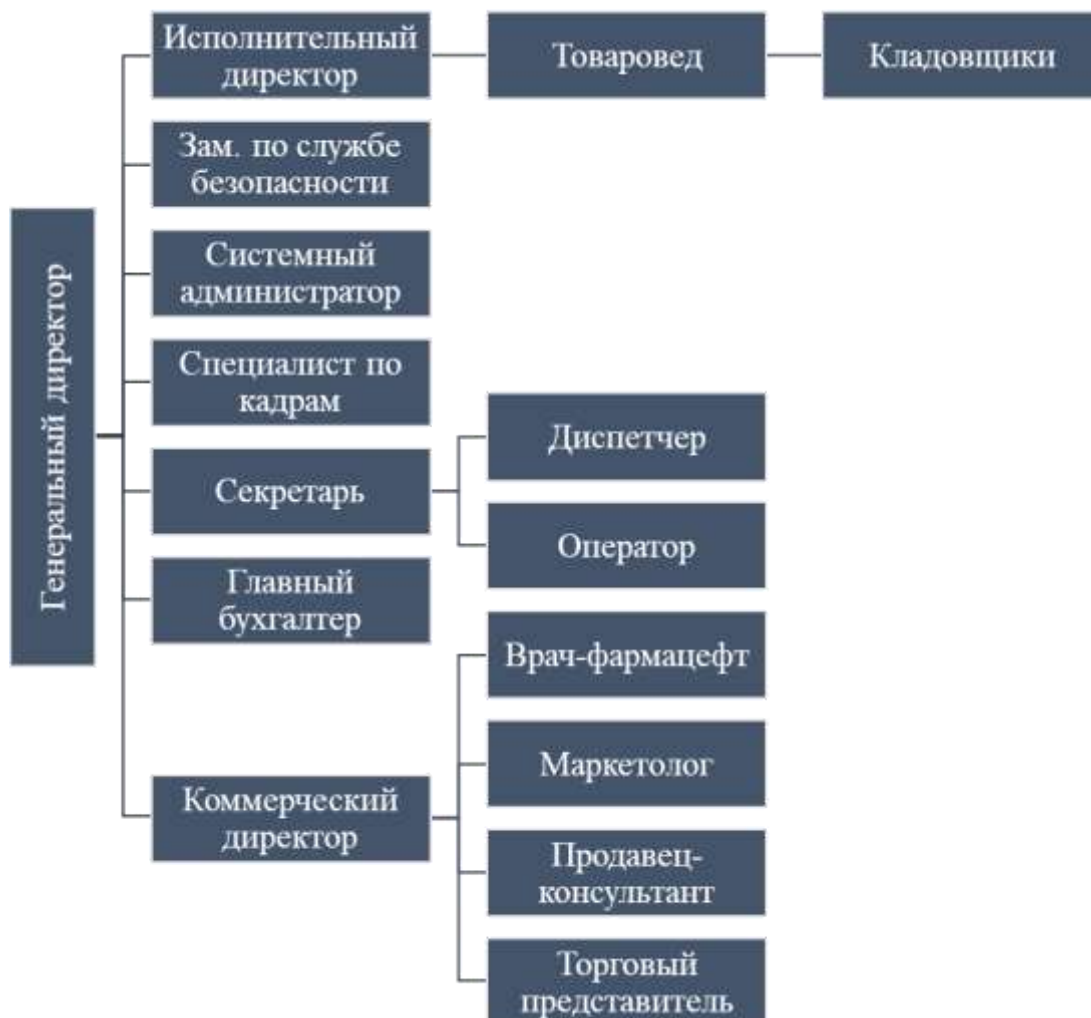 Генеральный директор
Исполнительный
директор
Товаровед
Кладовщики
Зам. по службе
безопасности
Системный
администратор
Специалист по
кадрам
Секретарь
Диспетчер
Оператор
Главный
бухгалтер
Коммерческий
директор
Врач-фармацефт
Маркетолог
Продавец-
консультант
Торговый
представитель